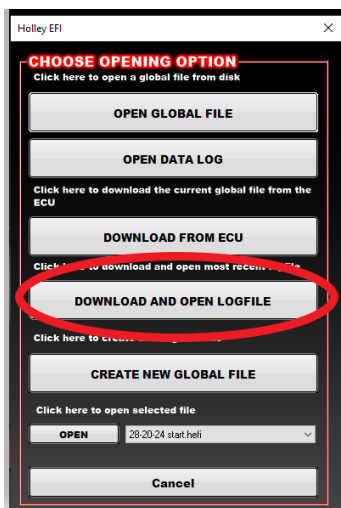 Holley EFI
CHOOSE OPENING OPTION
Click here to open a global file from disk
OPEN GLOBAL FILE
OPEN DATA LOG
Click here to download the current global file from the
ECU
DOWNLOAD FROM ECU
Click here to download and open most recent
DOWNLOAD AND OPEN LOGFILE
Click here to
CREATE NEW GLOBAL FILE
Click here to open selected file
OPEN
28-20-24 start.hefi
Cancel